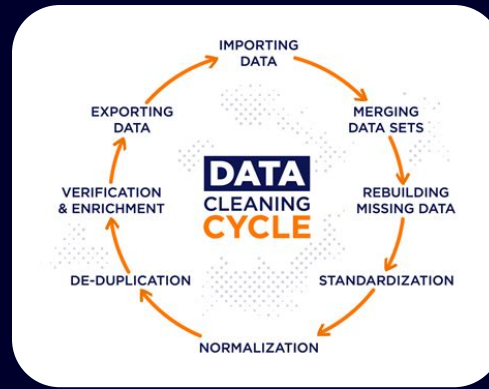 IMPORTING
DATA
MERGING
DATA SETS
REBUILDING
MISSING DATA
STANDARDIZATION
NORMALIZATION
DE-DUPLICATION
VERIFICATION
& ENRICHMENT
EXPORTING
DATA
DATA
CLEANING
CYCLE